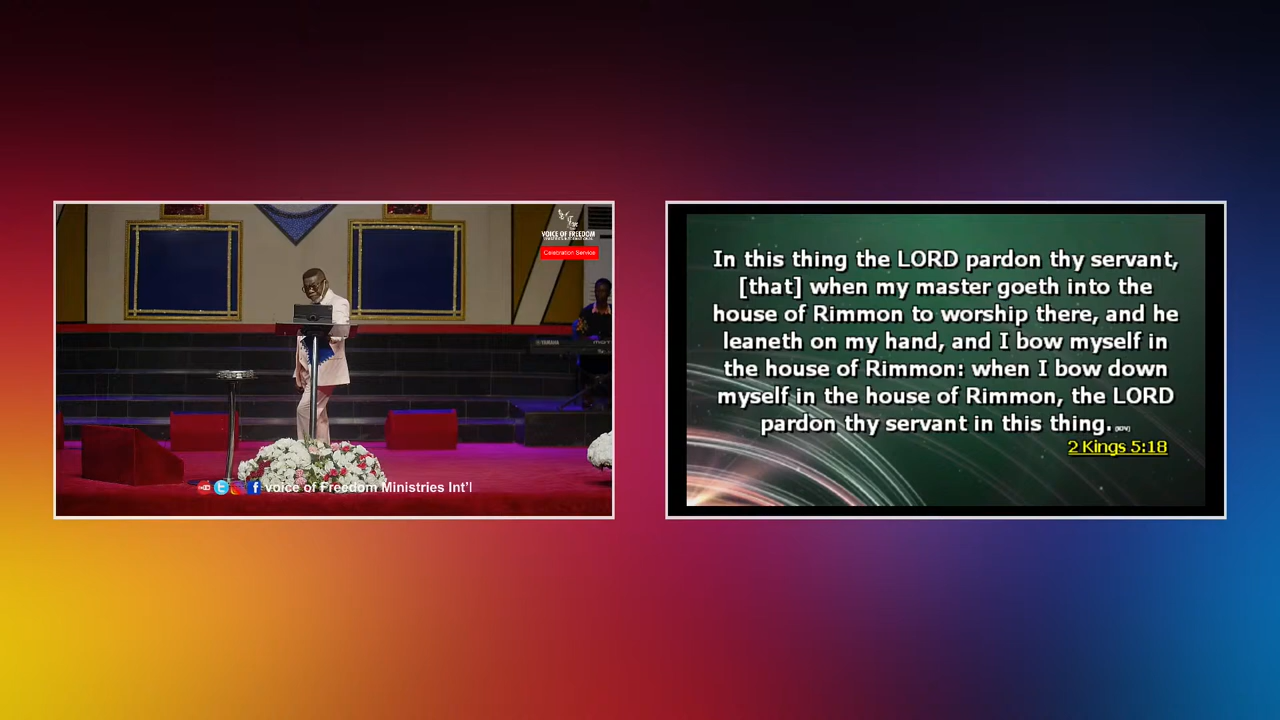 VOICE OF FREEDOM
Celebration Service
YAMAHA
voice of Freedom Ministries Int'l
In this thing the LORD pardon thy servant,
[that] when my master goeth into the
house of Rimmon to worship there, and he
leaneth on my hand, and I bow myself in
the house of Rimmon: when I bow down
myself in the house of Rimmon, the LORD
pardon thy servant in this thing.
2 Kings 5:18